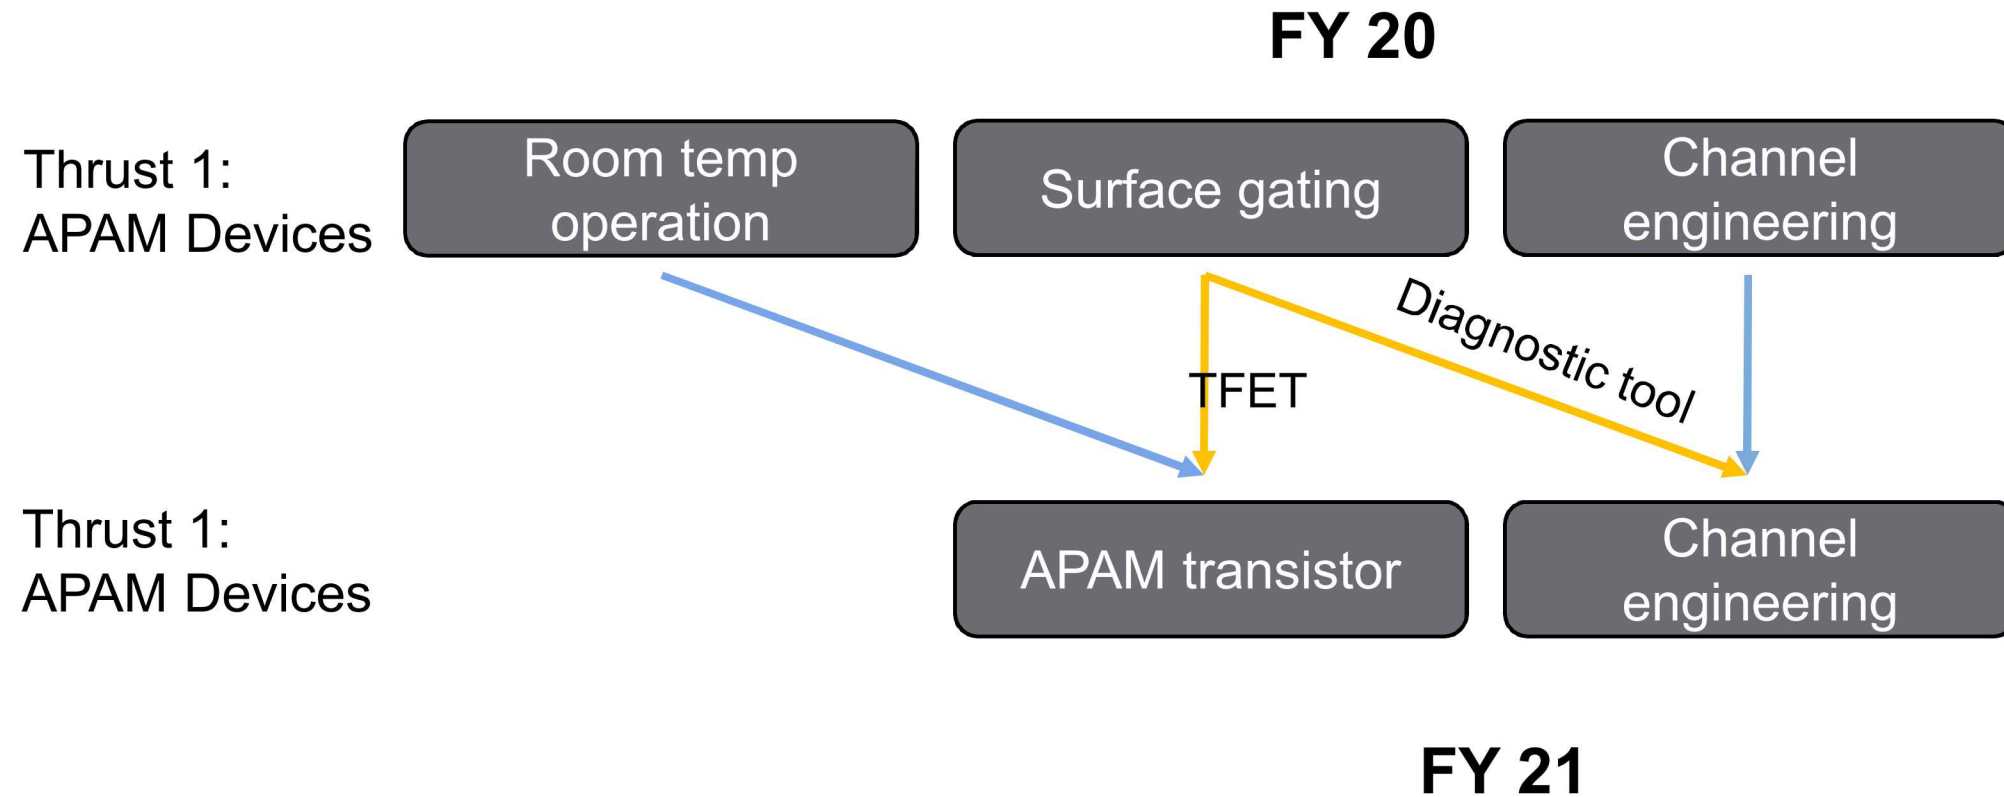 FY 20
Thrust 1:
APAM Devices
Room temp
operation
Surface gating
Channel
engineering
TFET
Diagnostic tool
Thrust 1:
APAM Devices
APAM transistor
Channel
engineering
FY 21